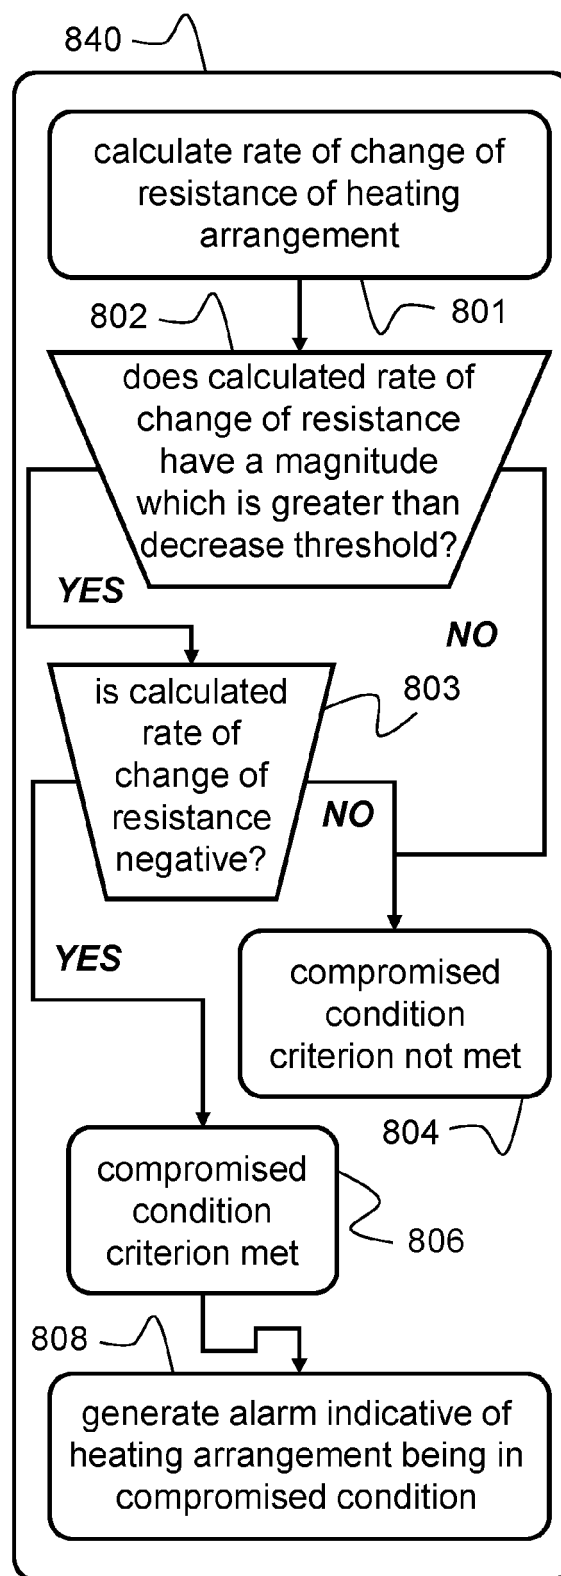 840
calculate rate of change of
resistance of heating
arrangement
802
801
does calculated rate of
change of resistance
have a magnitude
which is greater than
decrease threshold?
YES
NO
803
is calculated
rate of
change of
resistance
negative?
NO
YES
compromised
condition
criterion not met
804
compromised
condition
criterion met
806
808
generate alarm indicative of
heating arrangement being in
compromised condition